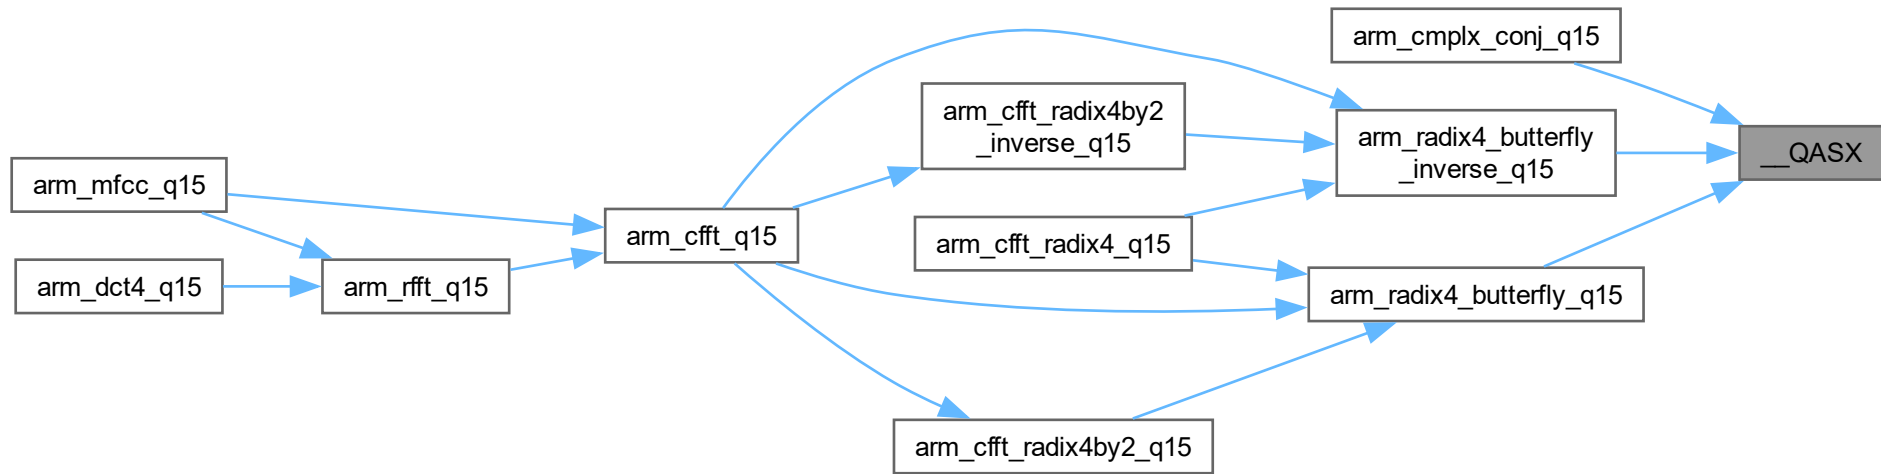 arm_cmplx_conj_q15
arm_cfft_radix4by2
_inverse_q15
arm_radix4_butterfly
_inverse_q15
__QASX
arm_mfcc_q15
arm_cfft_q15
arm_cfft_radix4_q15
arm_dct4_q15
arm_rfft_q15
arm_radix4_butterfly_q15
arm_cfft_radix4by2_q15